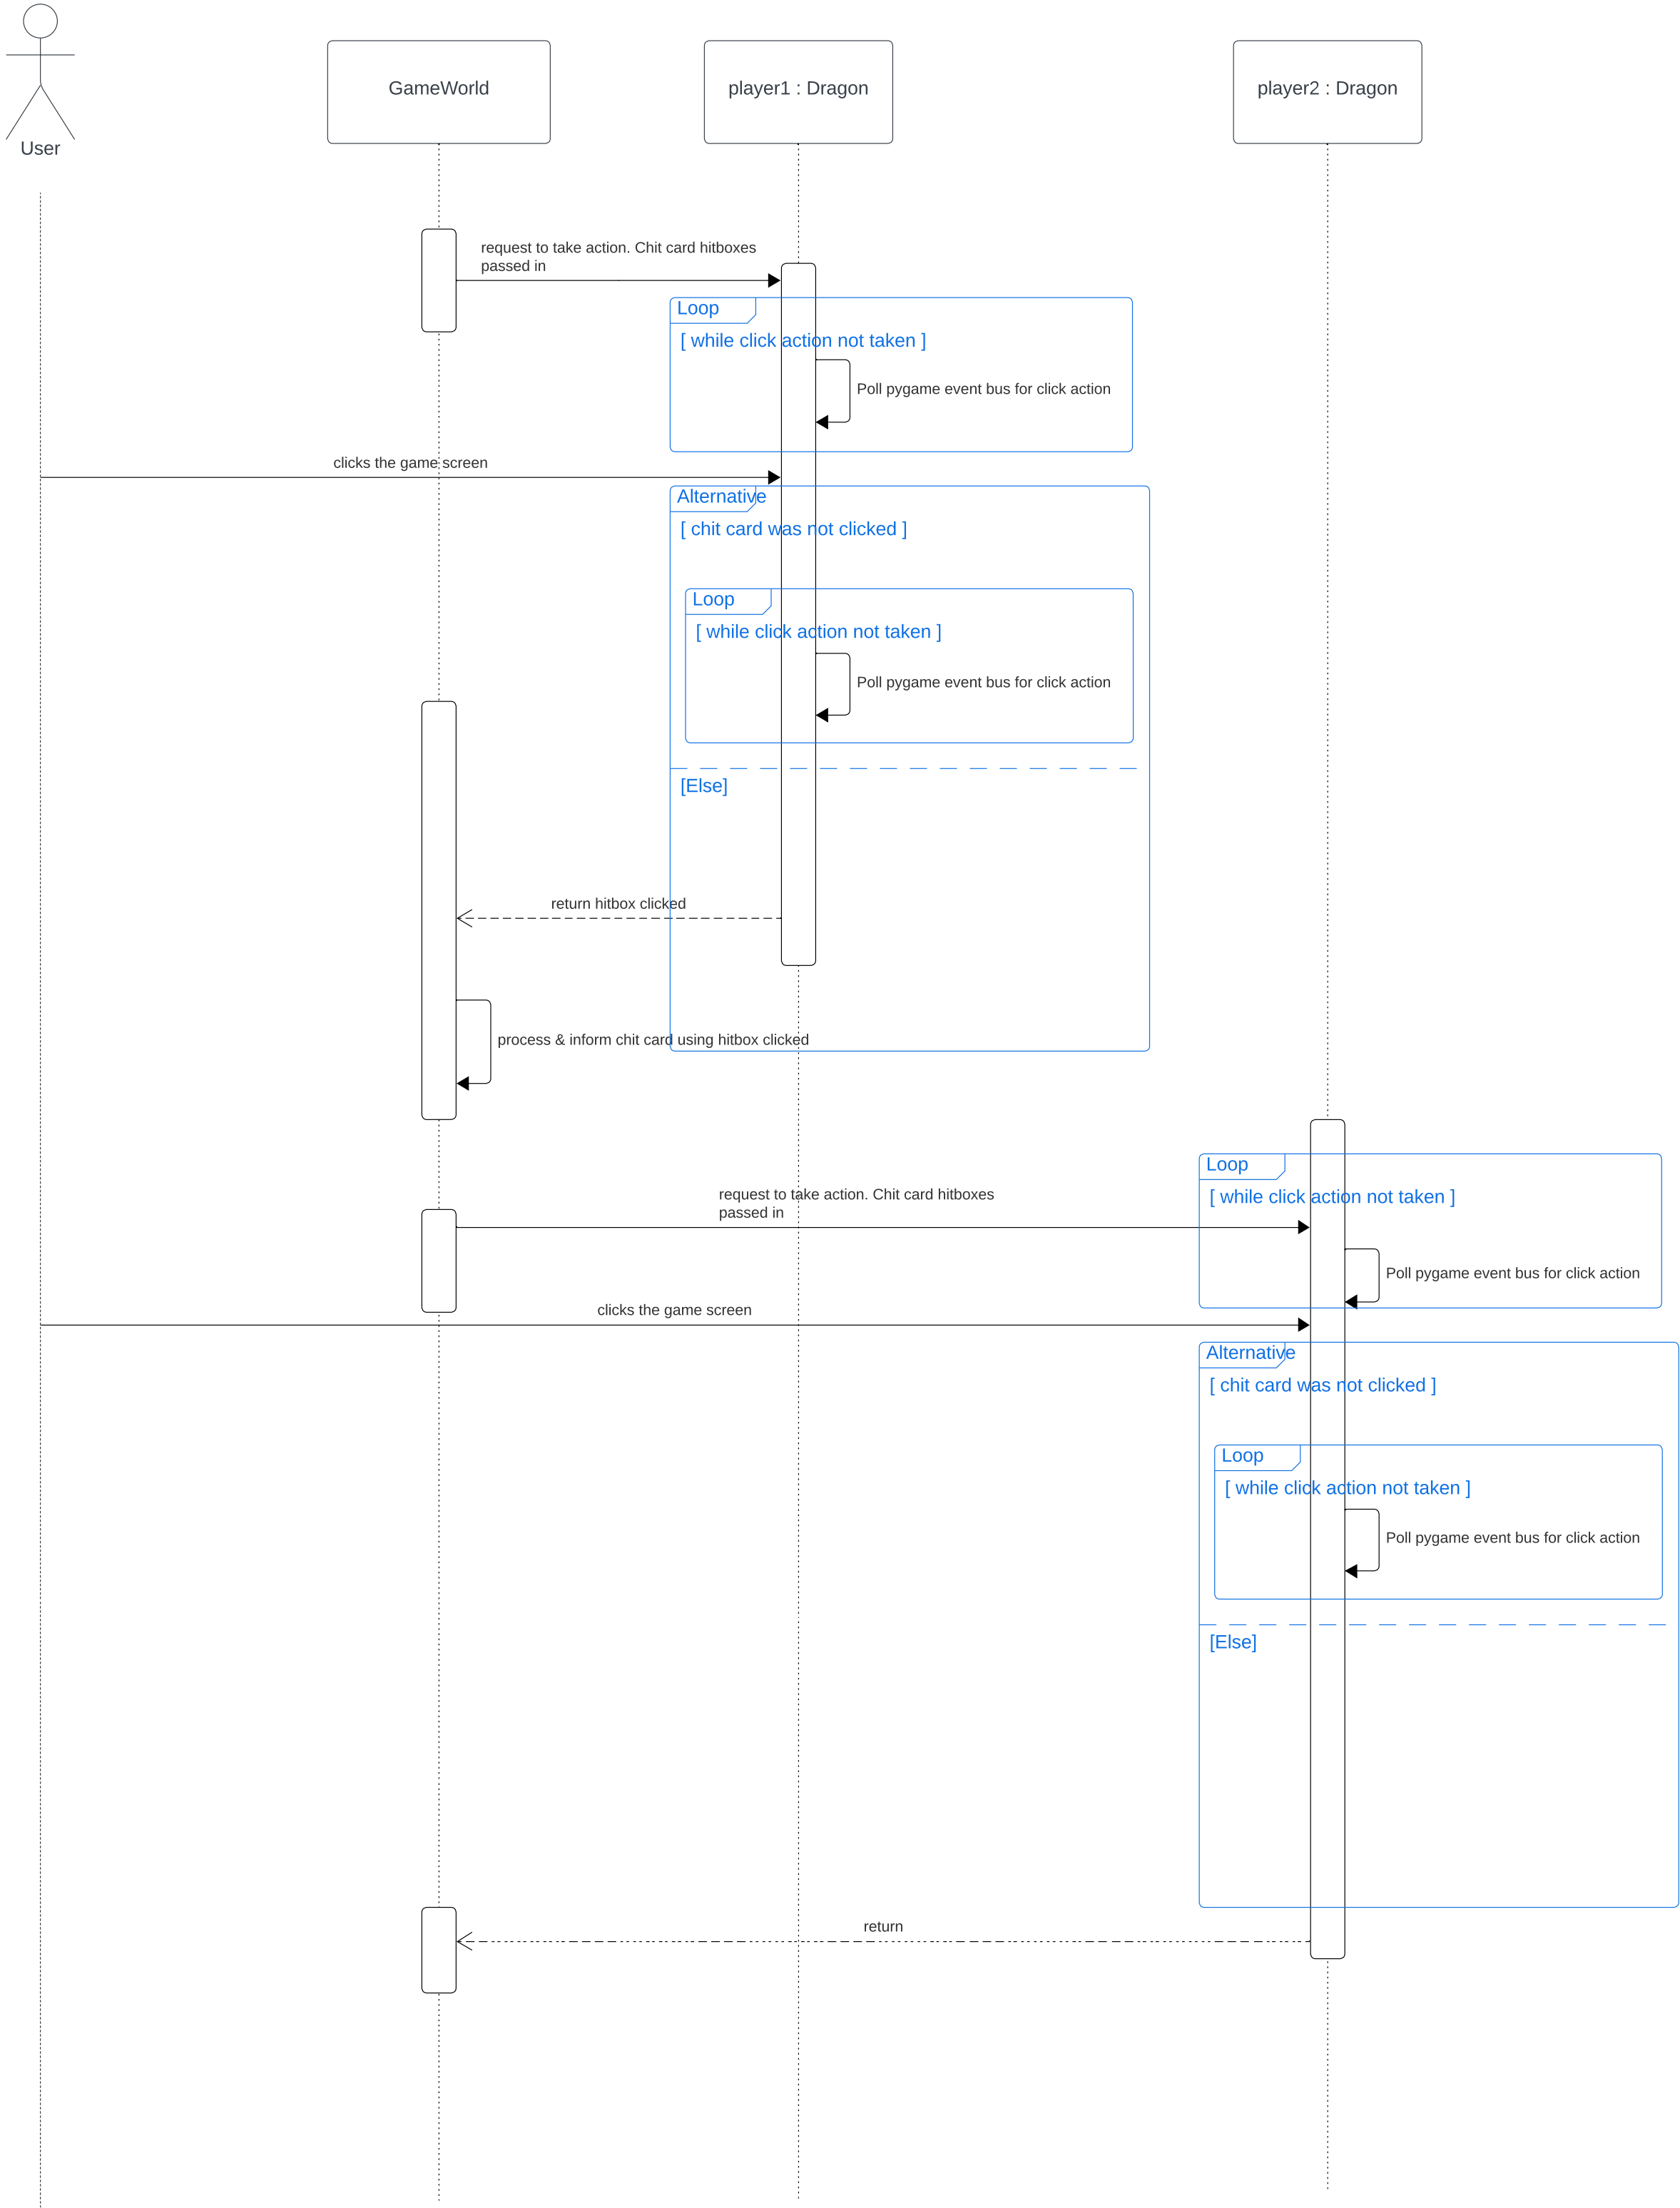 User
GameWorld
player1 : Dragon
player2 : Dragon
request to take action. Chit card hitboxes
passed in
Loop
[ while click action not taken ]
Poll pygame event bus for click action
clicks the game screen
Alternative
[ chit card was not clicked ]
Loop
[ while click action not taken ]
Poll pygame event bus for click action
[Else]
return hitbox clicked
process & inform chit card using hitbox clicked
Loop
[ while click action not taken ]
request to take action. Chit card hitboxes
passed in
Poll pygame event bus for click action
clicks the game screen
Alternative
[ chit card was not clicked ]
Loop
[ while click action not taken ]
Poll pygame event bus for click action
[Else]
return